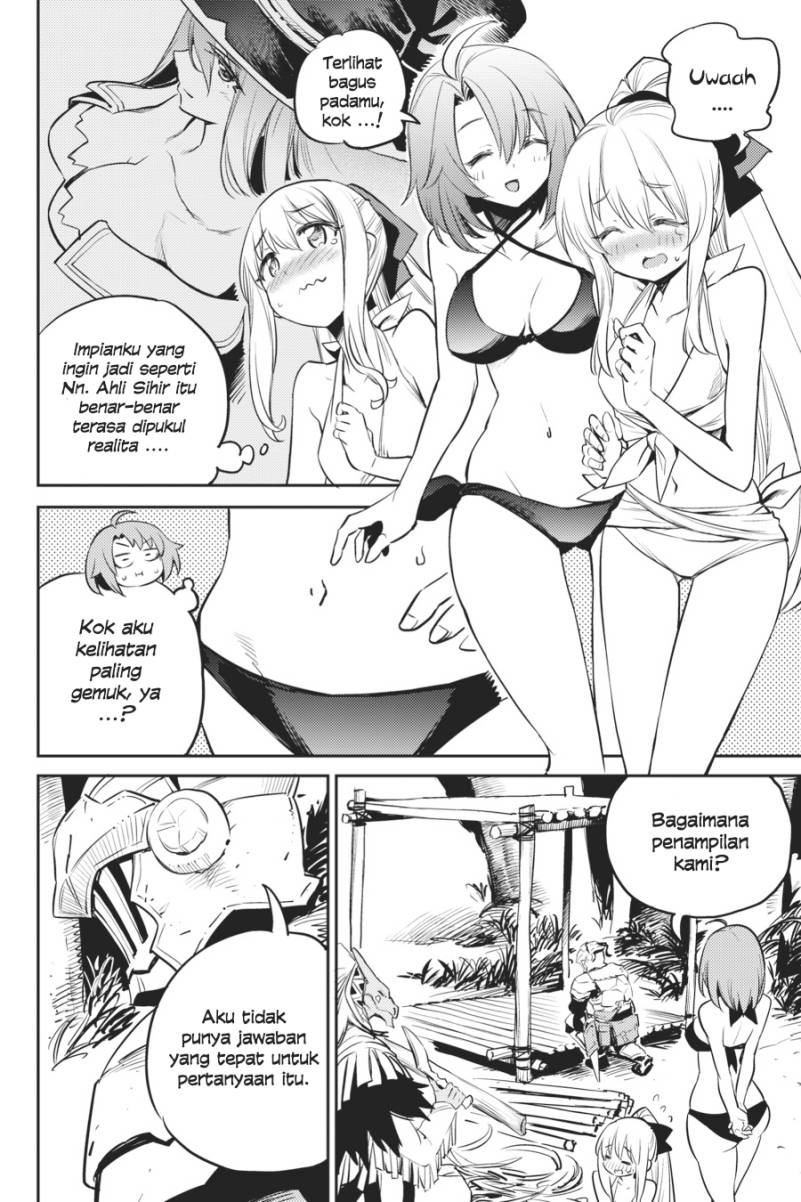 Uwaah
....
Terlihat
bagus
padamu,
kok ...!
Impianku yang
ingin jadi seperti
Nn. Ahli Sihir itu
benar-benar
terasa dipukul
realita ....
Kok aku
kelihatan
paling
gemuk, ya
...?
Bagaimana
penampilan
kami?
Aku tidak
punya jawaban
yang tepat untuk
pertanyaan itu.